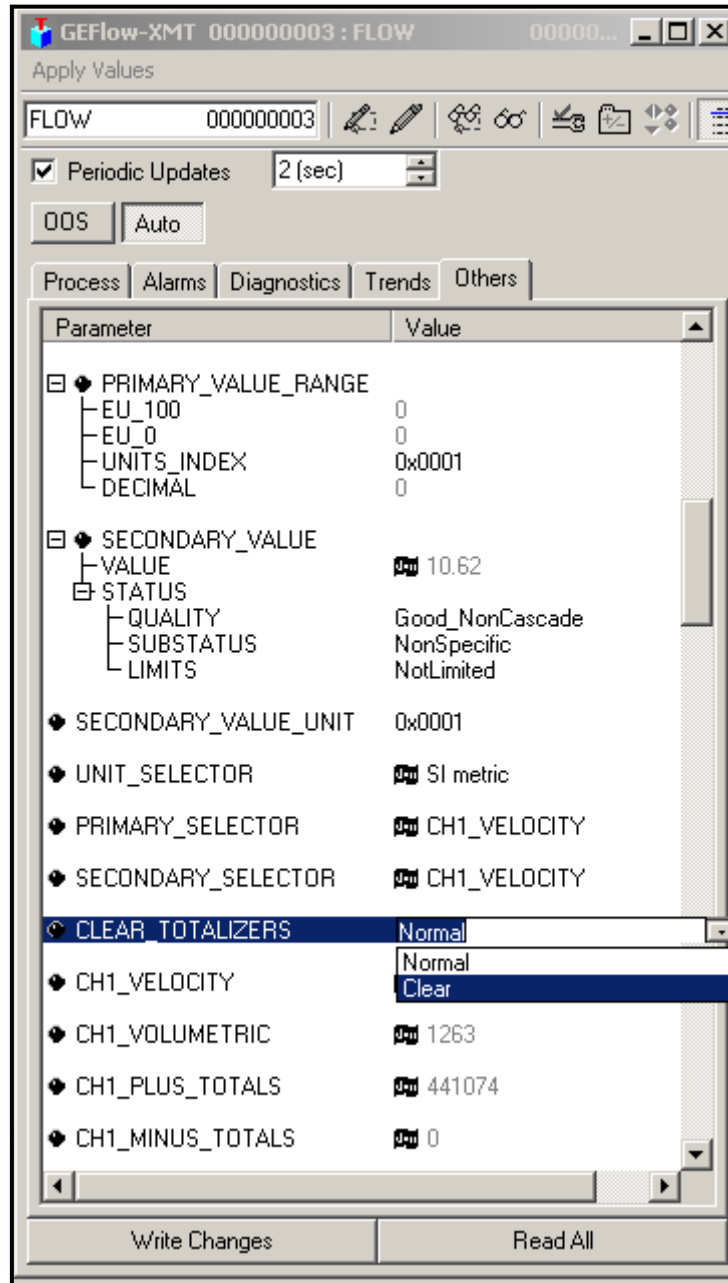 GEFlow-XMT 000000003 : FLOW 00000...
Apply Values
FLOW 000000003
Periodic Updates 2 (sec)
OOS Auto
Process Alarms Diagnostics Trends Others
Parameter Value
PRIMARY_VALUE_RANGE
EU_100 0
EU_0 0
UNITS_INDEX 0x0001
DECIMAL 0
SECONDARY_VALUE
VALUE 10.62
STATUS
QUALITY Good_NonCascade
SUBSTATUS NonSpecific
LIMITS NotLimited
SECONDARY_VALUE_UNIT 0x0001
UNIT_SELECTOR SI metric
PRIMARY_SELECTOR CH1_VELOCITY
SECONDARY_SELECTOR CH1_VELOCITY
CLEAR_TOTALIZERS Normal
Normal
CH1_VELOCITY Clear
CH1_VOLUMETRIC 1263
CH1_PLUS_TOTALS 441074
CH1_MINUS_TOTALS 0
Write Changes Read All